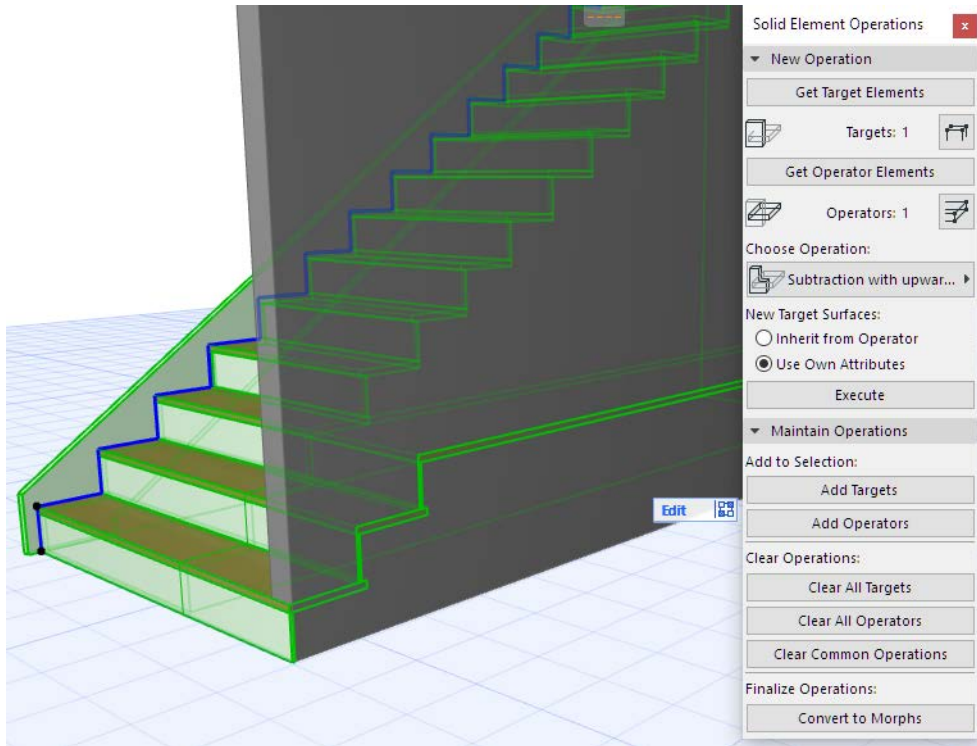 Solid Element Operations
x
New Operation
Get Target Elements
Targets: 1
Get Operator Elements
Operators: 1
Choose Operation:
Subtraction with upwar...
New Target Surfaces:
Inherit from Operator
Use Own Attributes
Execute
Maintain Operations
Add to Selection:
Add Targets
Add Operators
Clear Operations:
Clear All Targets
Clear All Operators
Clear Common Operations
Finalize Operations:
Convert to Morphs
Edit